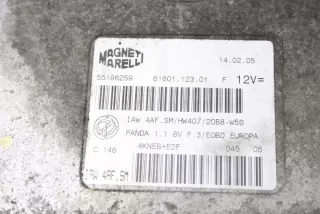 MAGNETI
MARELLI
14.02.05
55196259 61601.123.01 F 12V=
IAW 4AF.SM/HW407/20B8-W5S
PANDA 1.1 8V F.3/EOBD EUROPA
C 146 4KNEB+E2F 045 05
IAW 4AF.SM